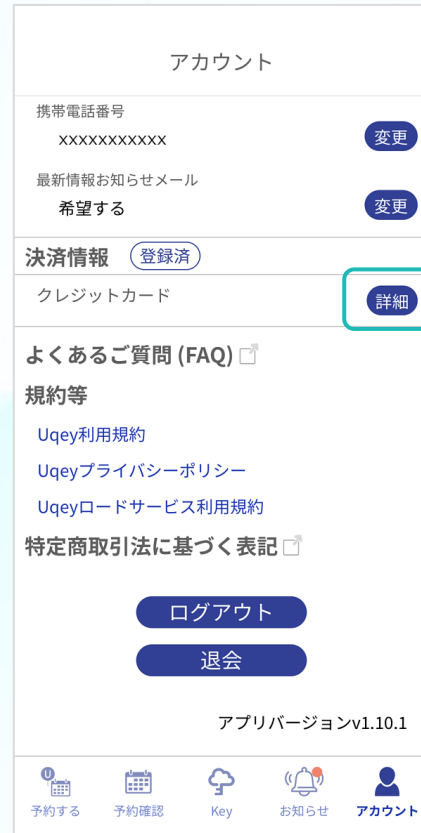 アカウント
携帯電話番号
xxxxxxxxxxx
変更
最新情報お知らせメール
希望する
変更
決済情報 登録済
クレジットカード
詳細
よくあるご質問 (FAQ)
規約等
Uqey利用規約
Uqeyプライバシーポリシー
Uqeyロードサービス利用規約
特定商取引法に基づく表記
ログアウト
退会
アプリバージョンv1.10.1
U
予約する 予約確認 Key お知らせ アカウント